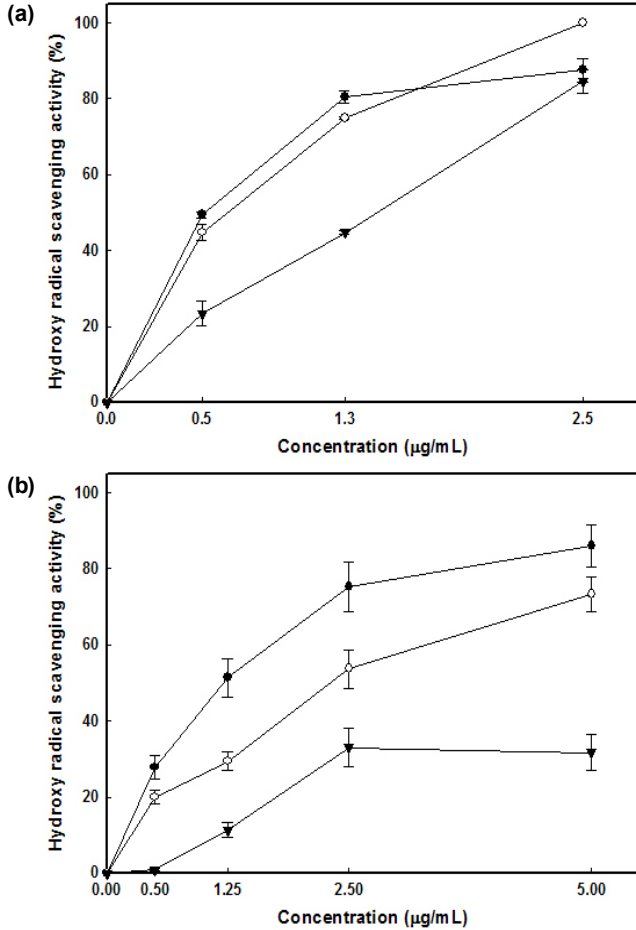 (a)
Hydroxy radical scavenging activity (%)
100
80
60
40
20
0
0.0 0.5 1.3 2.5
Concentration (μg/mL)
(b)
Hydroxy radical scavenging activity (%)
100
80
60
40
20
0
0.00 0.50 1.25 2.50 5.00
Concentration (μg/mL)